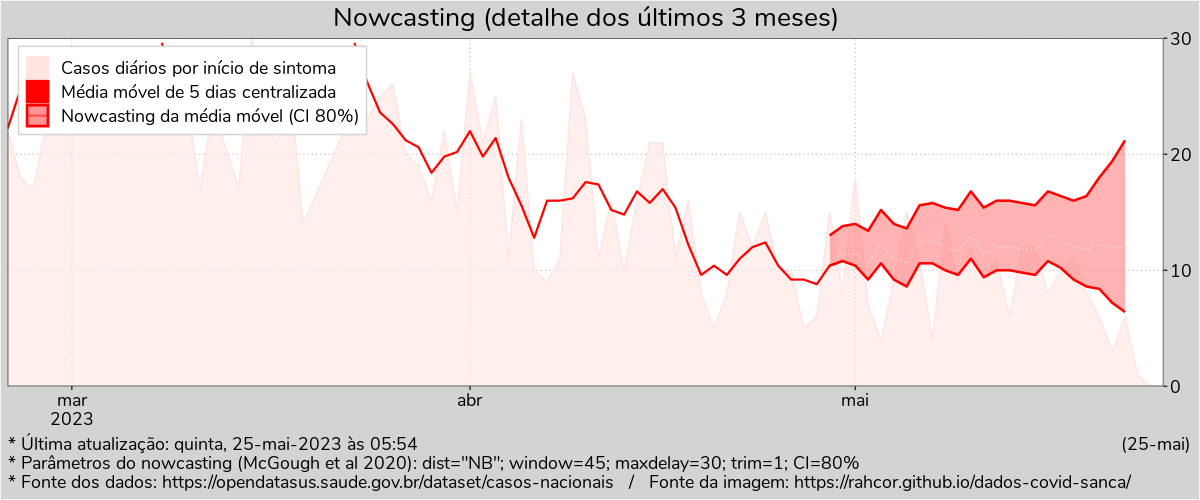 Nowcasting (detalhe dos últimos 3 meses)
Casos diários por início de sintoma
Média móvel de 5 dias centralizada
Nowcasting da média móvel (CI 80%)
30
20
10
0
mar abr mai
2023
* Última atualização: quinta, 25-mai-2023 às 05:54 (25-mai)
* Parâmetros do nowcasting (McGough et al 2020): dist="NB"; window=45; maxdelay=30; trim=1; CI=80%
* Fonte dos dados: https://opendatasus.saude.gov.br/dataset/casos-nacionais / Fonte da imagem: https://rahcor.github.io/dados-covid-sanca/